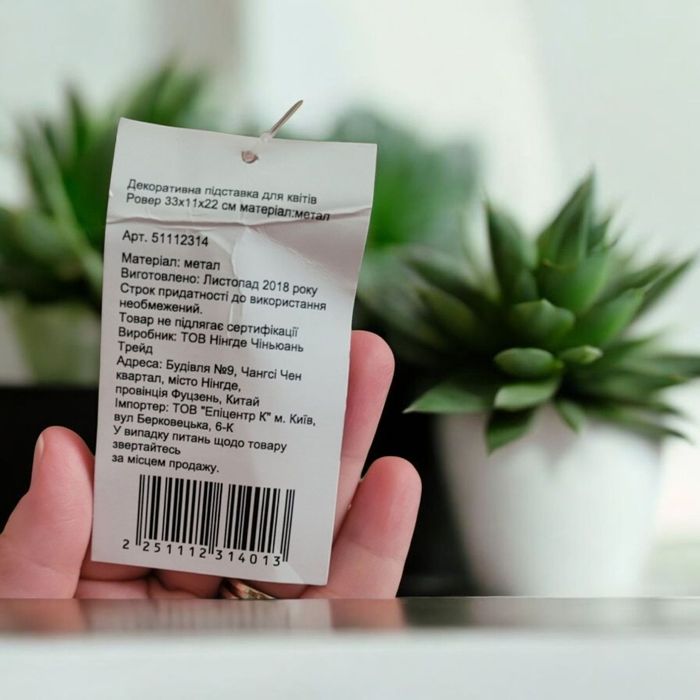 Декоративна підставка для квітів
Ровер 33х11х22 см матеріал:метал
Арт. 51112314
Матеріал: метал
Виготовлено: Листопад 2018 року
Строк придатності до використання
необмежений.
Товар не підлягає сертифікації
Виробник: ТОВ Нінгде Чіньюань
Трейд
Адреса: Будівля №9, Чангсі Чен
квартал, місто Нінгде,
провінція Фуцзень, Китай
Імпортер: ТОВ "Епіцентр К" м. Київ,
вул Берковецька, 6-К
У випадку питань щодо товару
звертайтесь
за місцем продажу.
2 251112 314013